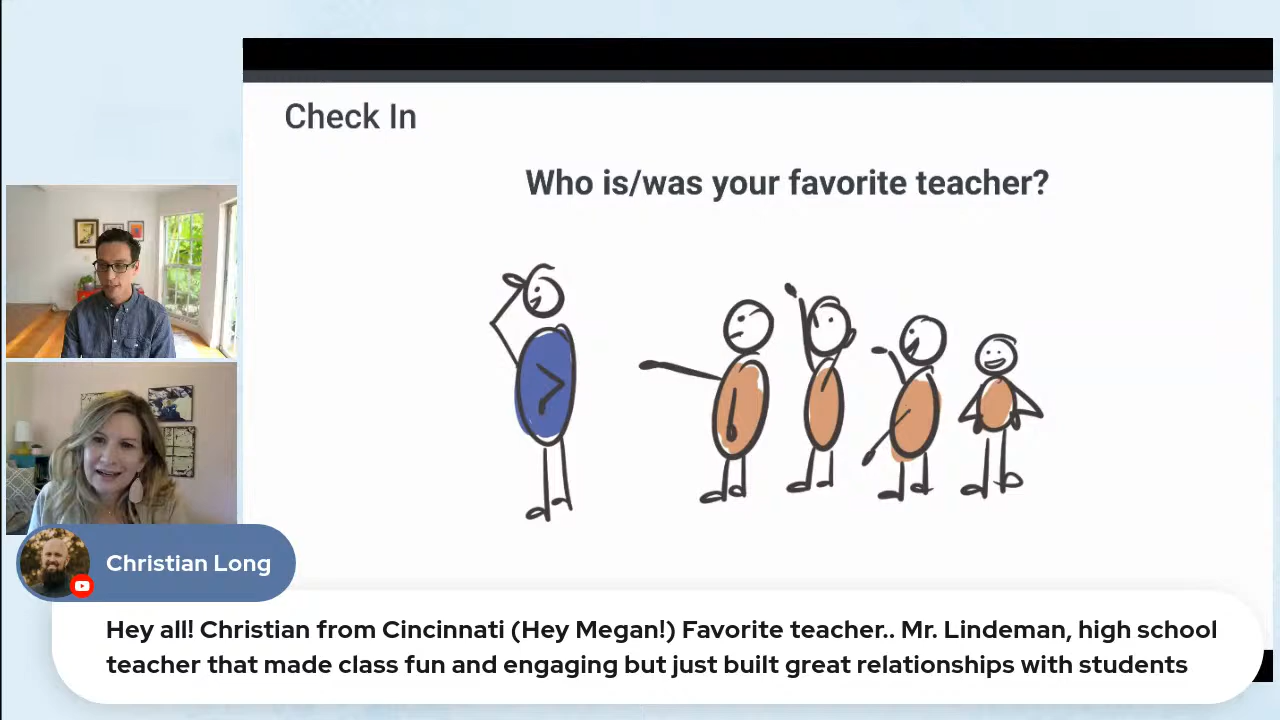 Check In
Who is/was your favorite teacher?
Christian Long
Hey all! Christian from Cincinnati (Hey Megan!) Favorite teacher.. Mr. Lindeman, high school
teacher that made class fun and engaging but just built great relationships with students